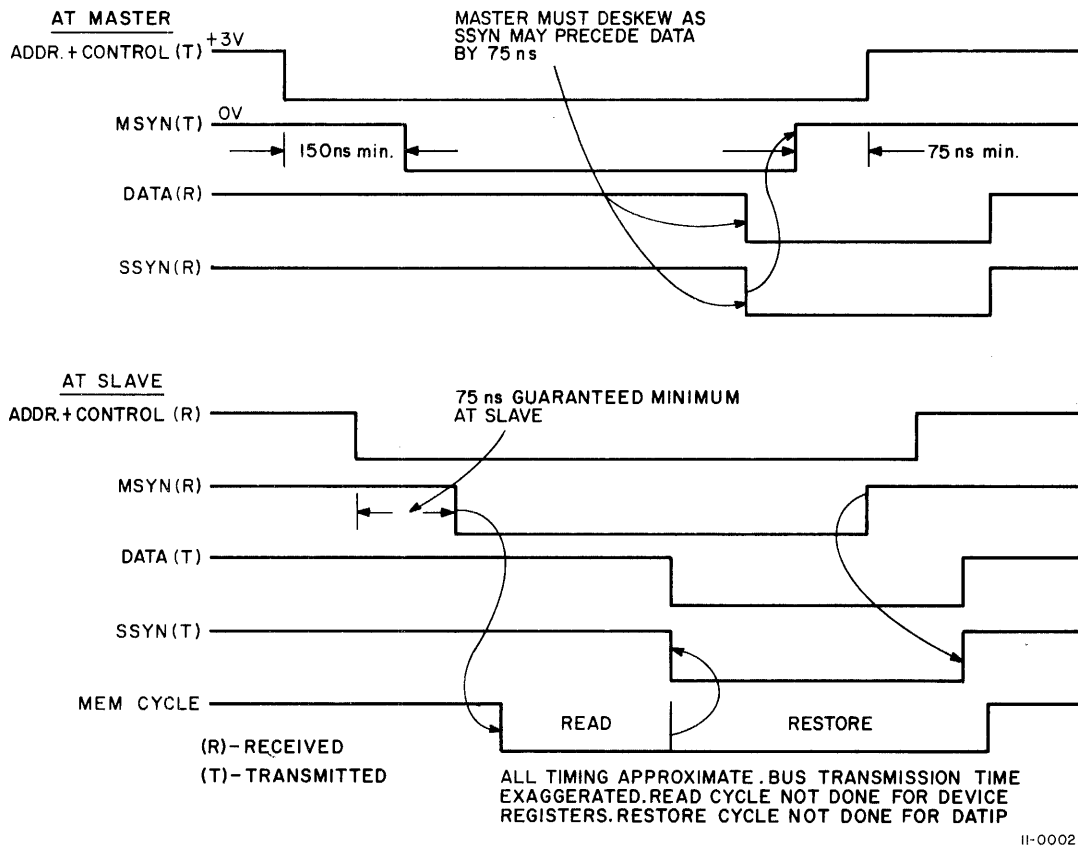 AT MASTER
MASTER MUST DESKEW AS
SSYN MAY PRECEDE DATA
BY 75 ns
ADDR. + CONTROL (T) +3V
MSYN (T) 0V
150ns min.
75 ns min.
DATA (R)
SSYN (R)
AT SLAVE
75 ns GUARANTEED MINIMUM
AT SLAVE
ADDR. + CONTROL (R)
MSYN (R)
DATA (T)
SSYN (T)
MEM CYCLE
READ
RESTORE
(R)-RECEIVED
(T)-TRANSMITTED
ALL TIMING APPROXIMATE. BUS TRANSMISSION TIME
EXAGGERATED. READ CYCLE NOT DONE FOR DEVICE
REGISTERS. RESTORE CYCLE NOT DONE FOR DATIP
11-0002